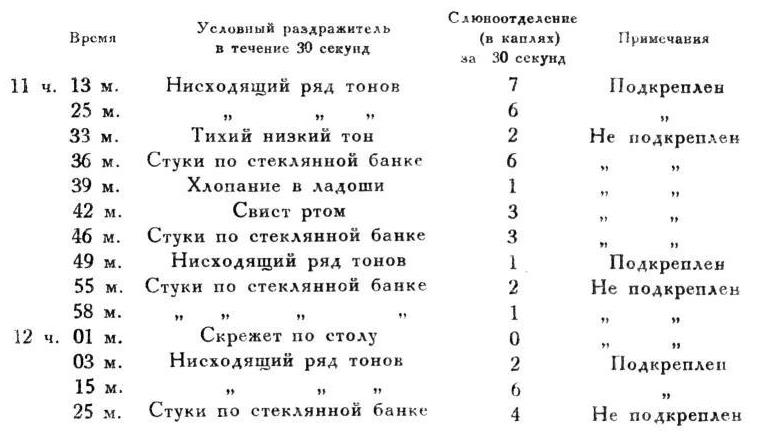 Время Условный раздражитель в течение 30 секунд Слюноотделение (в каплях) за 30 секунд Примечания
11 ч. 13 м. Нисходящий ряд тонов 7 Подкреплен
25 м. „ „ „ 6 „
33 м. Тихий низкий тон 2 Не подкреплен
36 м. Стуки по стеклянной банке 6 „ „
39 м. Хлопание в ладоши 1 „ „
42 м. Свист ртом 3 „ „
46 м. Стуки по стеклянной банке 3 „ „
49 м. Нисходящий ряд тонов 1 Подкреплен
55 м. Стуки по стеклянной банке 2 Не подкреплен
58 м. „ „ „ „ 1 „ „
12 ч. 01 м. Скрежет по столу 0 „ „
03 м. Нисходящий ряд тонов 2 Подкреплен
15 м. „ „ „ 6 „
25 м. Стуки по стеклянной банке 4 Не подкреплен